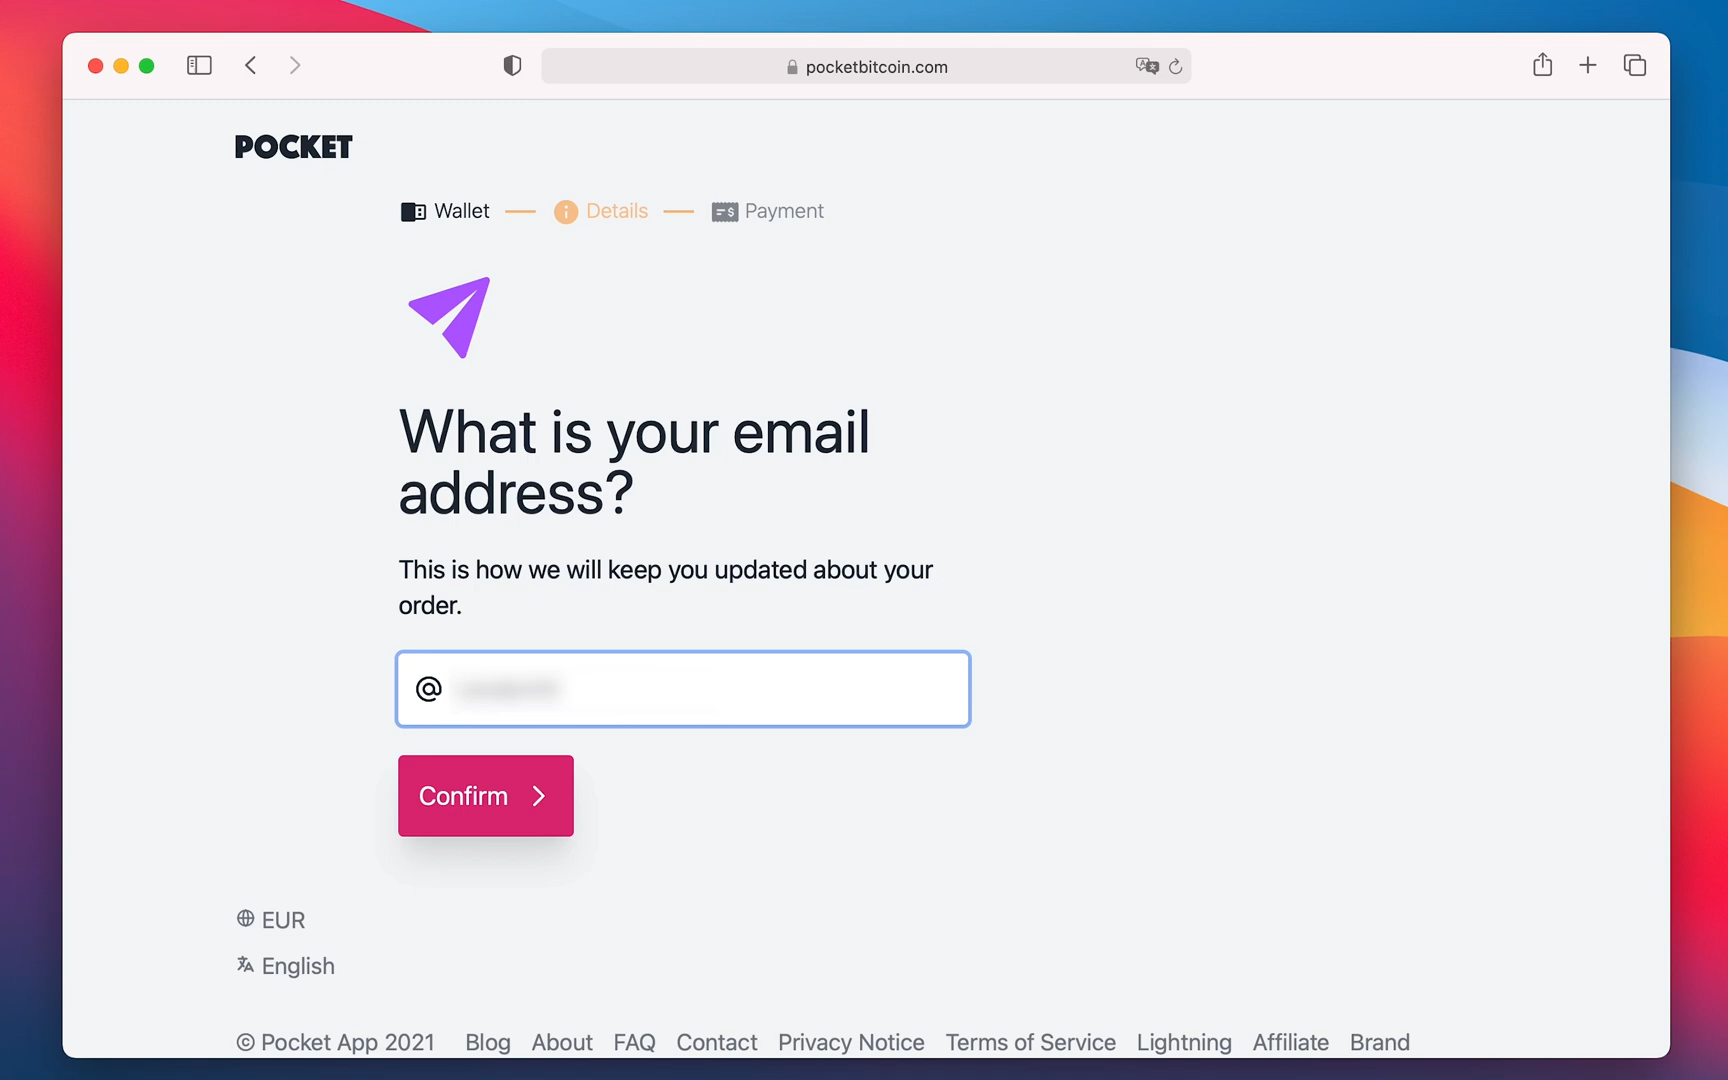 pocketbitcoin.com
POCKET
Wallet Details Payment
What is your email
address?
This is how we will keep you updated about your
order.
@
Confirm
EUR
English
© Pocket App 2021 Blog About FAQ Contact Privacy Notice Terms of Service Lightning Affiliate Brand